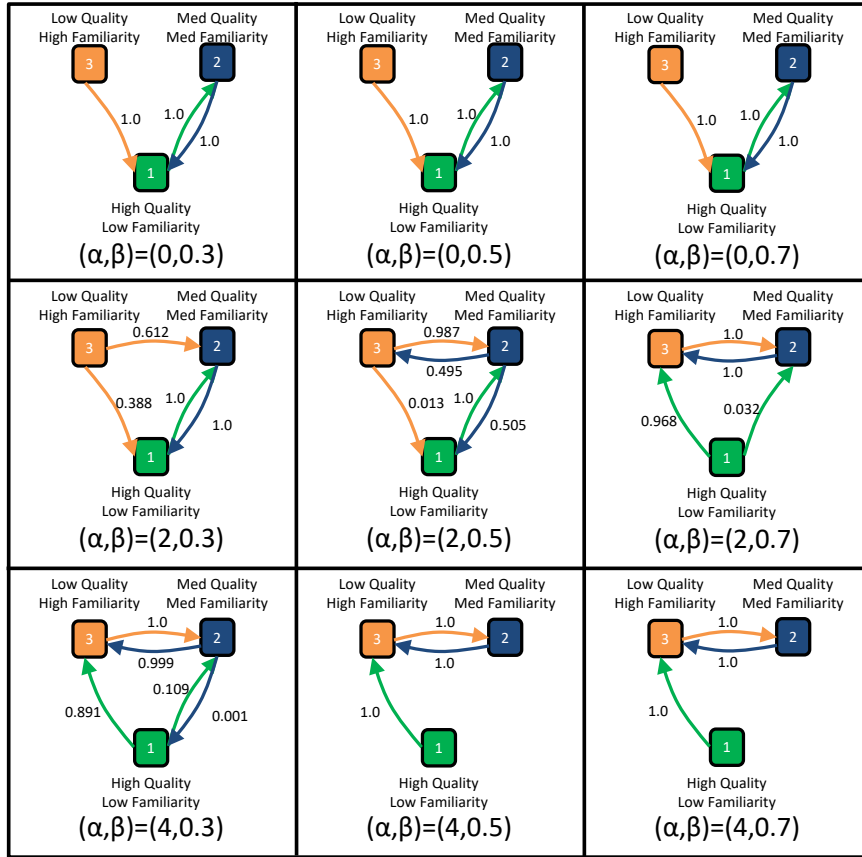 Low Quality Med Quality
High Familiarity Med Familiarity
3 2
1.0 1.0 1.0
1
High Quality
Low Familiarity
(α,β)=(0,0.3)
Low Quality Med Quality
High Familiarity Med Familiarity
3 2
1.0 1.0 1.0
1
High Quality
Low Familiarity
(α,β)=(0,0.5)
Low Quality Med Quality
High Familiarity Med Familiarity
3 2
1.0 1.0 1.0
1
High Quality
Low Familiarity
(α,β)=(0,0.7)
Low Quality Med Quality
High Familiarity Med Familiarity
0.612
3 2
0.388 1.0 1.0
1
High Quality
Low Familiarity
(α,β)=(2,0.3)
Low Quality Med Quality
High Familiarity Med Familiarity
0.987
3 2
0.495
0.013 1.0 0.505
1
High Quality
Low Familiarity
(α,β)=(2,0.5)
Low Quality Med Quality
High Familiarity Med Familiarity
1.0
3 2
1.0
0.968 0.032
1
High Quality
Low Familiarity
(α,β)=(2,0.7)
Low Quality Med Quality
High Familiarity Med Familiarity
1.0
3 2
0.999
0.891 0.109 0.001
1
High Quality
Low Familiarity
(α,β)=(4,0.3)
Low Quality Med Quality
High Familiarity Med Familiarity
1.0
3 2
1.0
1.0
1
High Quality
Low Familiarity
(α,β)=(4,0.5)
Low Quality Med Quality
High Familiarity Med Familiarity
1.0
3 2
1.0
1.0
1
High Quality
Low Familiarity
(α,β)=(4,0.7)